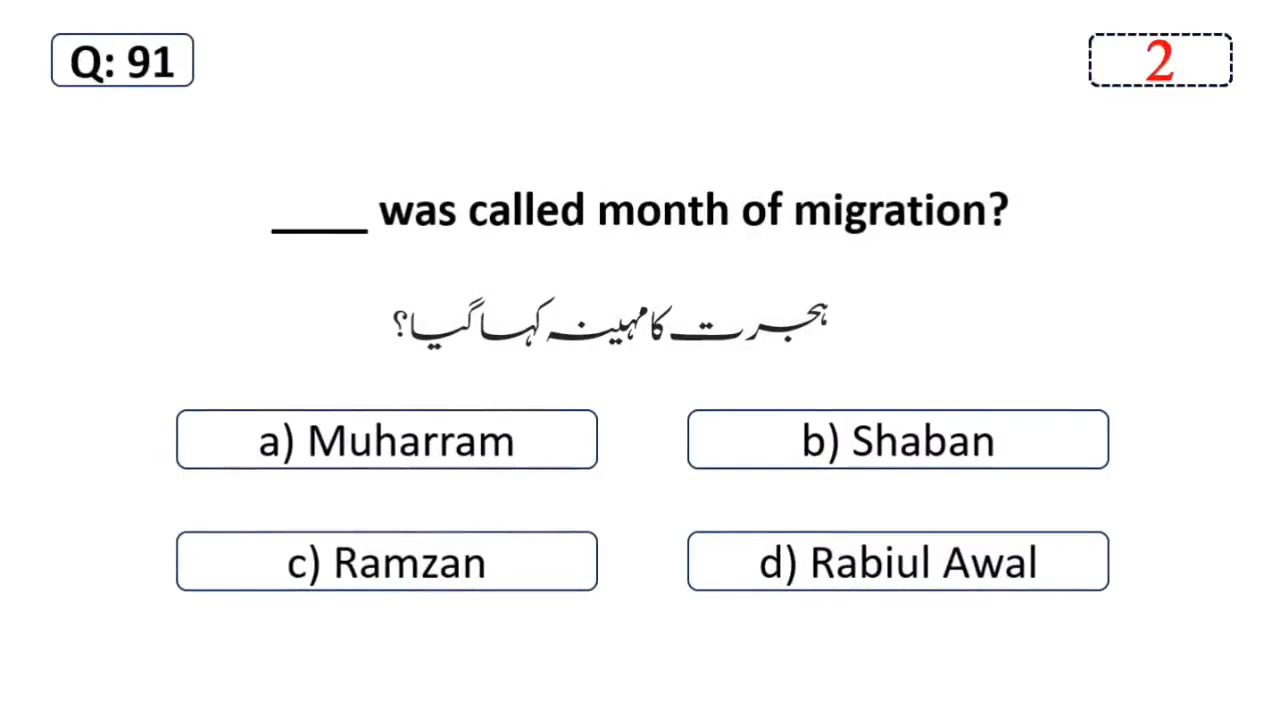 Q: 91
2
____ was called month of migration?
ہجرت کا مہینہ کہا گیا؟
a) Muharram
b) Shaban
c) Ramzan
d) Rabiul Awal